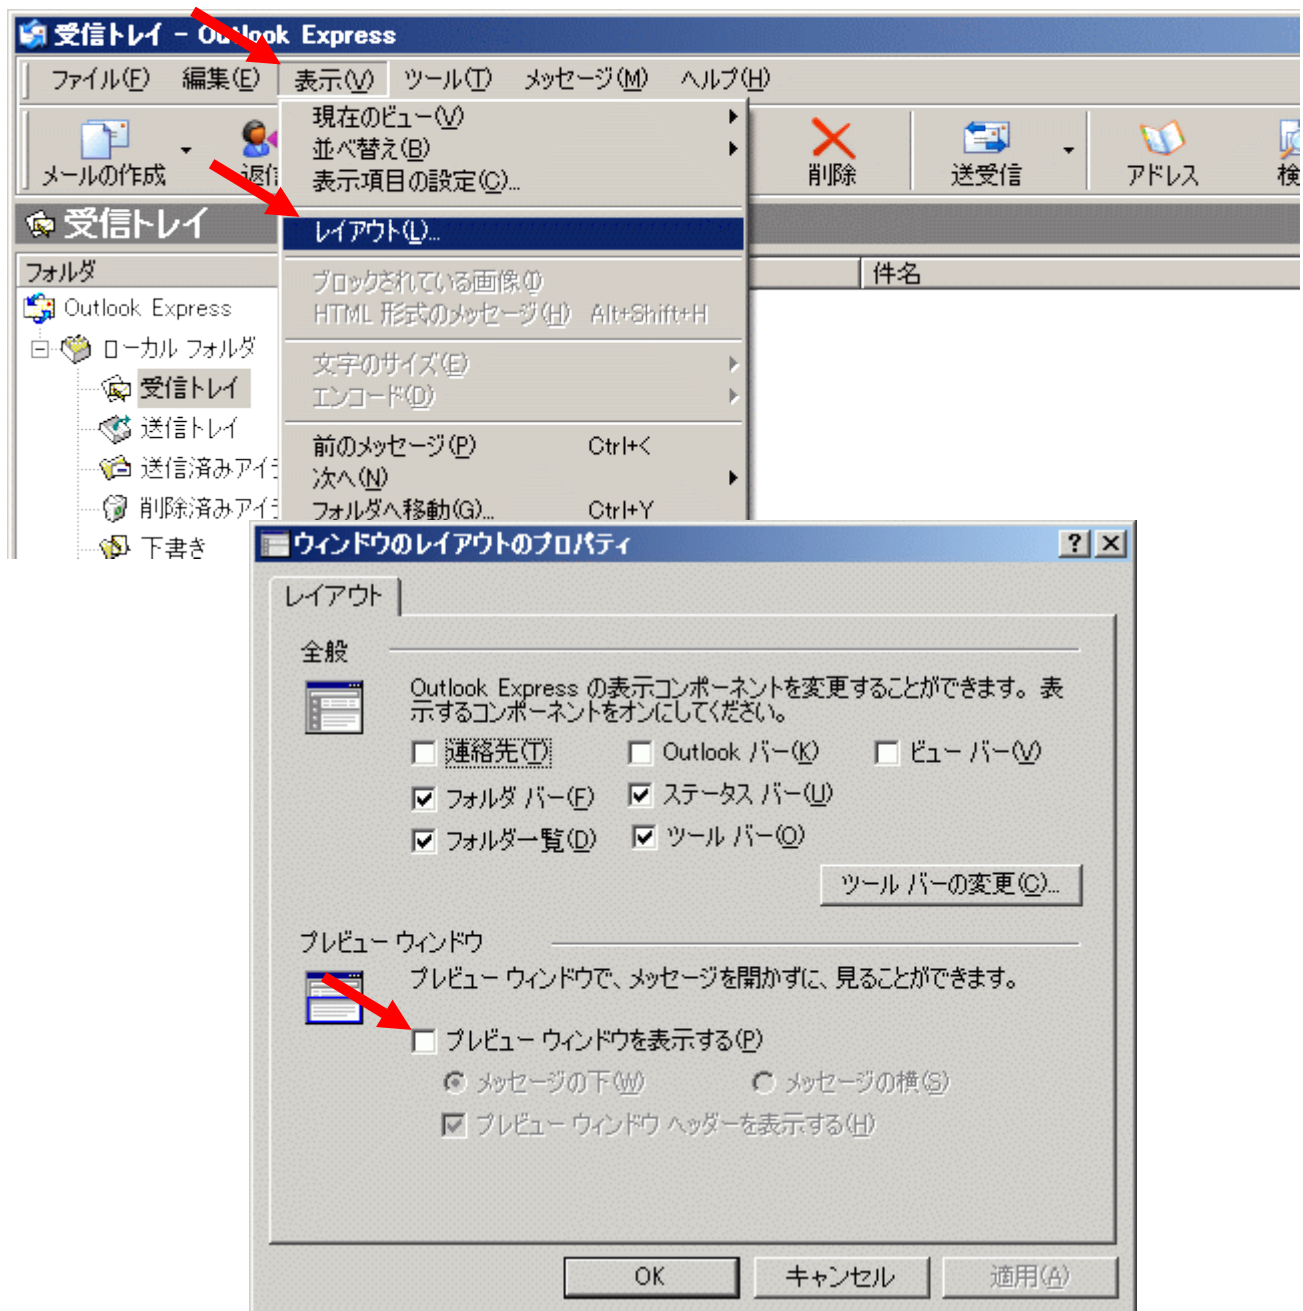 受信トレイ - Outlook Express
ファイル(F) 編集(E) 表示(V) ツール(T) メッセージ(M) ヘルプ(H)
現在のビュー(V)
並べ替え(B)
表示項目の設定(C)...
レイアウト(L)...
ブロックされている画像(I)
HTML 形式のメッセージ(H) Alt+Shift+H
文字のサイズ(E)
エンコード(D)
前のメッセージ(P) Ctrl+<
次へ(N)
フォルダへ移動(G)... Ctrl+Y
メールの作成 返信 削除 送受信 アドレス 検
受信トレイ
フォルダ 件名
Outlook Express
ローカル フォルダ
受信トレイ
送信トレイ
送信済みアイテ
削除済みアイテ
下書き
ウィンドウのレイアウトのプロパティ
レイアウト
全般
Outlook Express の表示コンポーネントを変更することができます。表
示するコンポーネントをオンにしてください。
連絡先(T) Outlook バー(K) ビュー バー(V)
フォルダ バー(F) ステータス バー(U)
フォルダ一覧(D) ツール バー(O)
ツール バーの変更(C)...
プレビュー ウィンドウ
プレビュー ウィンドウで、メッセージを開かずに、見ることができます。
プレビュー ウィンドウを表示する(P)
メッセージの下(W) メッセージの横(S)
プレビュー ウィンドウ ヘッダーを表示する(H)
OK キャンセル 適用(A)